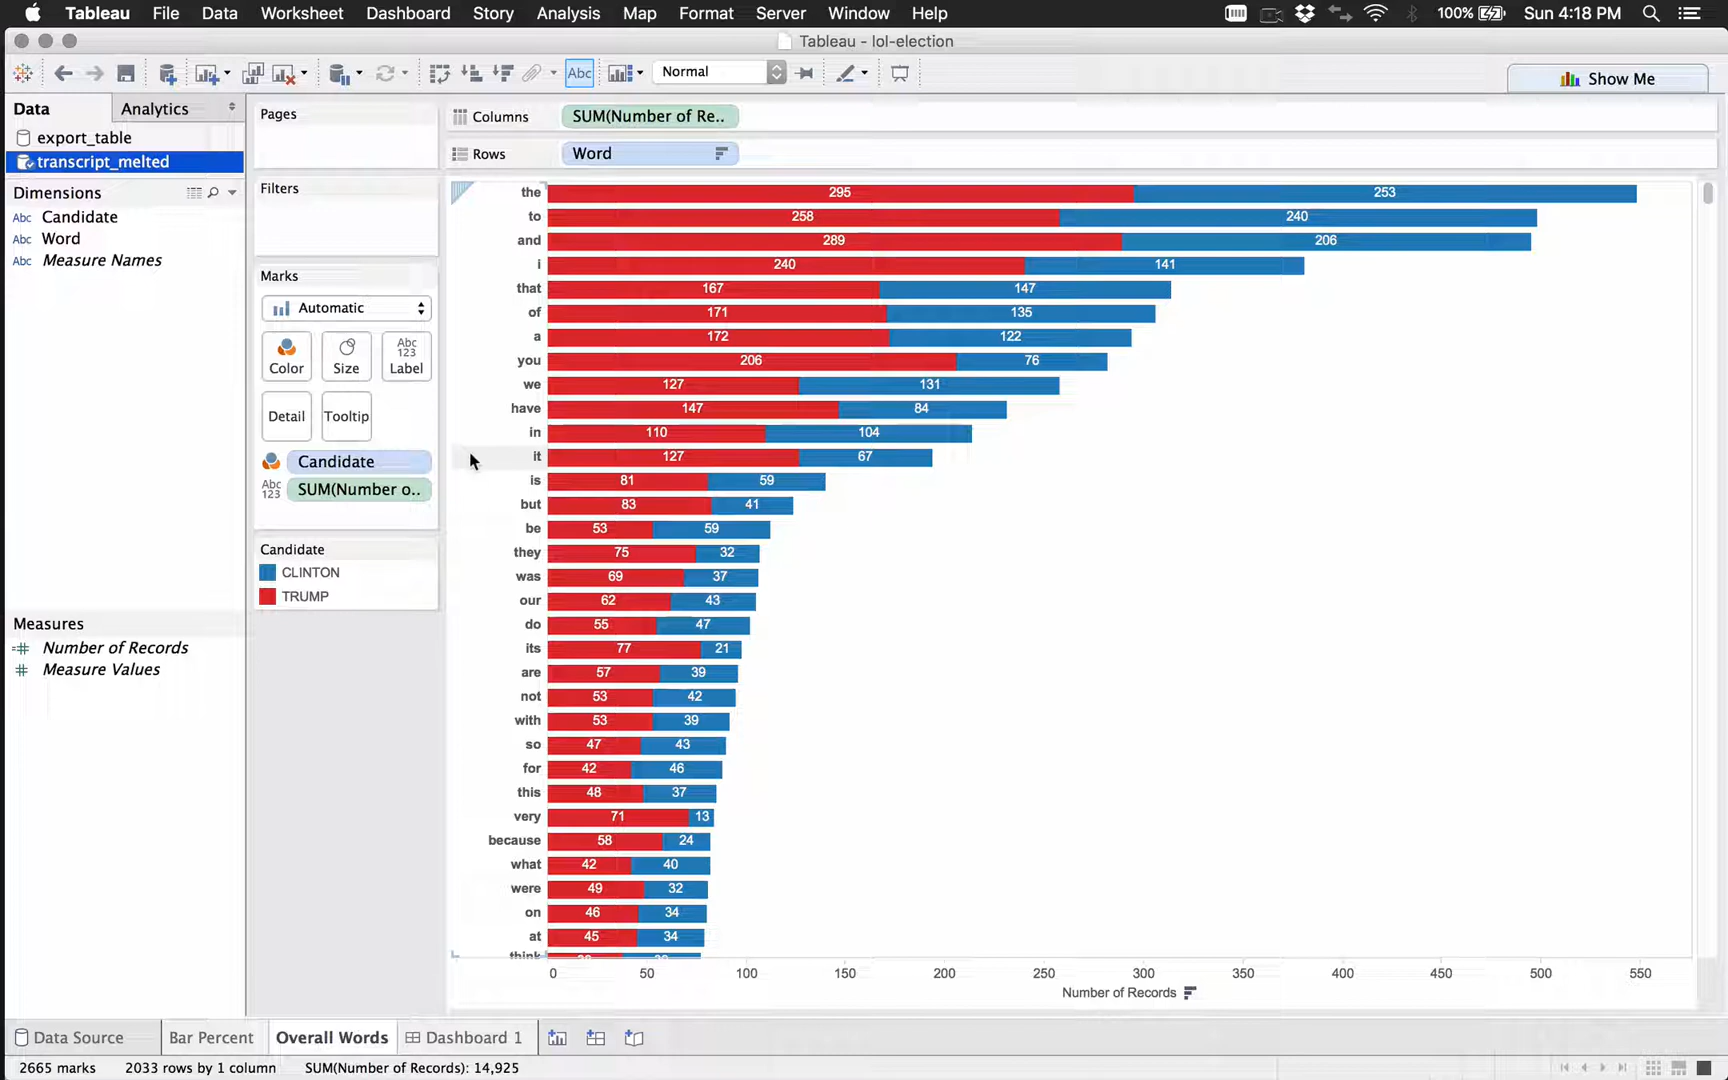 Tableau File Data Worksheet Dashboard Story Analysis Map Format Server Window Help 100% Sun 4:18 PM
Tableau - lol-election
Abc Normal Show Me
Data Analytics
export_table
transcript_melted
Dimensions
Abc Candidate
Abc Word
Abc Measure Names
Measures
Number of Records
Measure Values
Pages
Filters
Marks
Automatic
Color Size Abc 123 Label
Detail Tooltip
Candidate
Abc 123 SUM(Number o..
Candidate
CLINTON
TRUMP
Columns SUM(Number of Re..
Rows Word
the 295 253
to 258 240
and 289 206
i 240 141
that 167 147
of 171 135
a 172 122
you 206 76
we 127 131
have 147 84
in 110 104
it 127 67
is 81 59
but 83 41
be 53 59
they 75 32
was 69 37
our 62 43
do 55 47
its 77 21
are 57 39
not 53 42
with 53 39
so 47 43
for 42 46
this 48 37
very 71 13
because 58 24
what 42 40
were 49 32
on 46 34
at 45 34
think
0 50 100 150 200 250 300 350 400 450 500 550
Number of Records
Data Source Bar Percent Overall Words Dashboard 1
2665 marks 2033 rows by 1 column SUM(Number of Records): 14,925